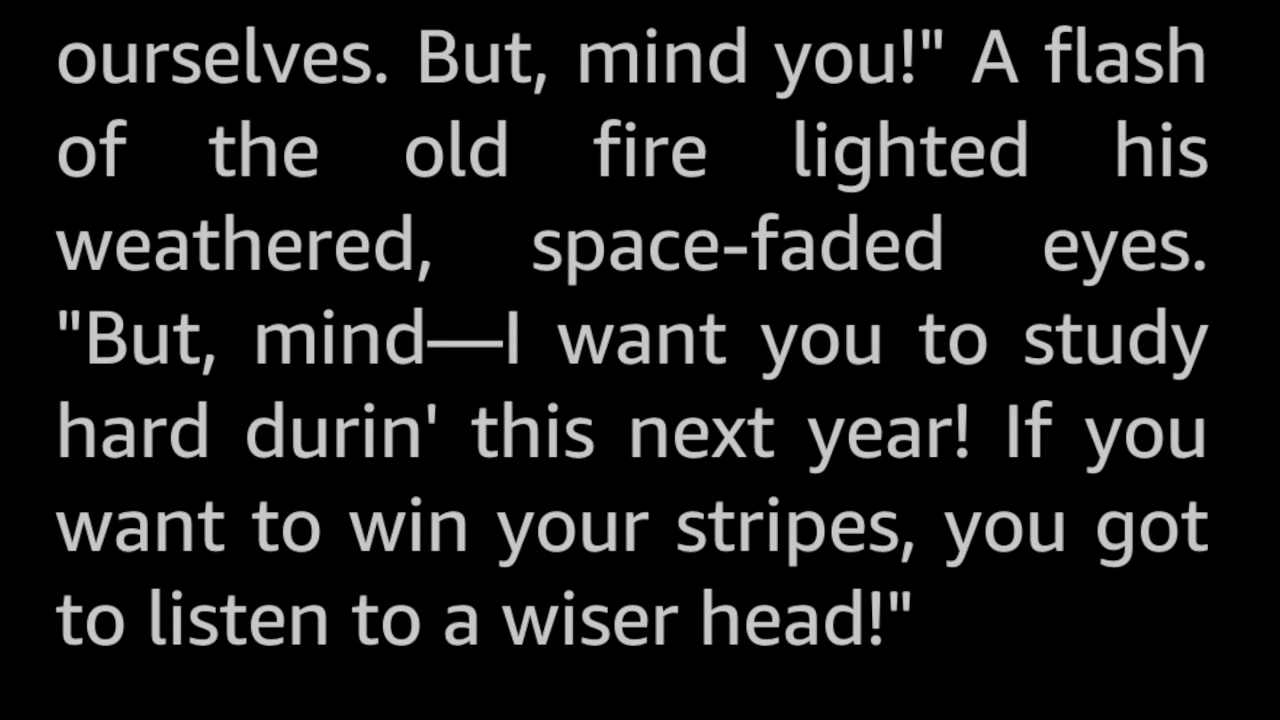 ourselves. But, mind you!" A flash
of the old fire lighted his
weathered, space-faded eyes.
"But, mind—I want you to study
hard durin' this next year! If you
want to win your stripes, you got
to listen to a wiser head!"